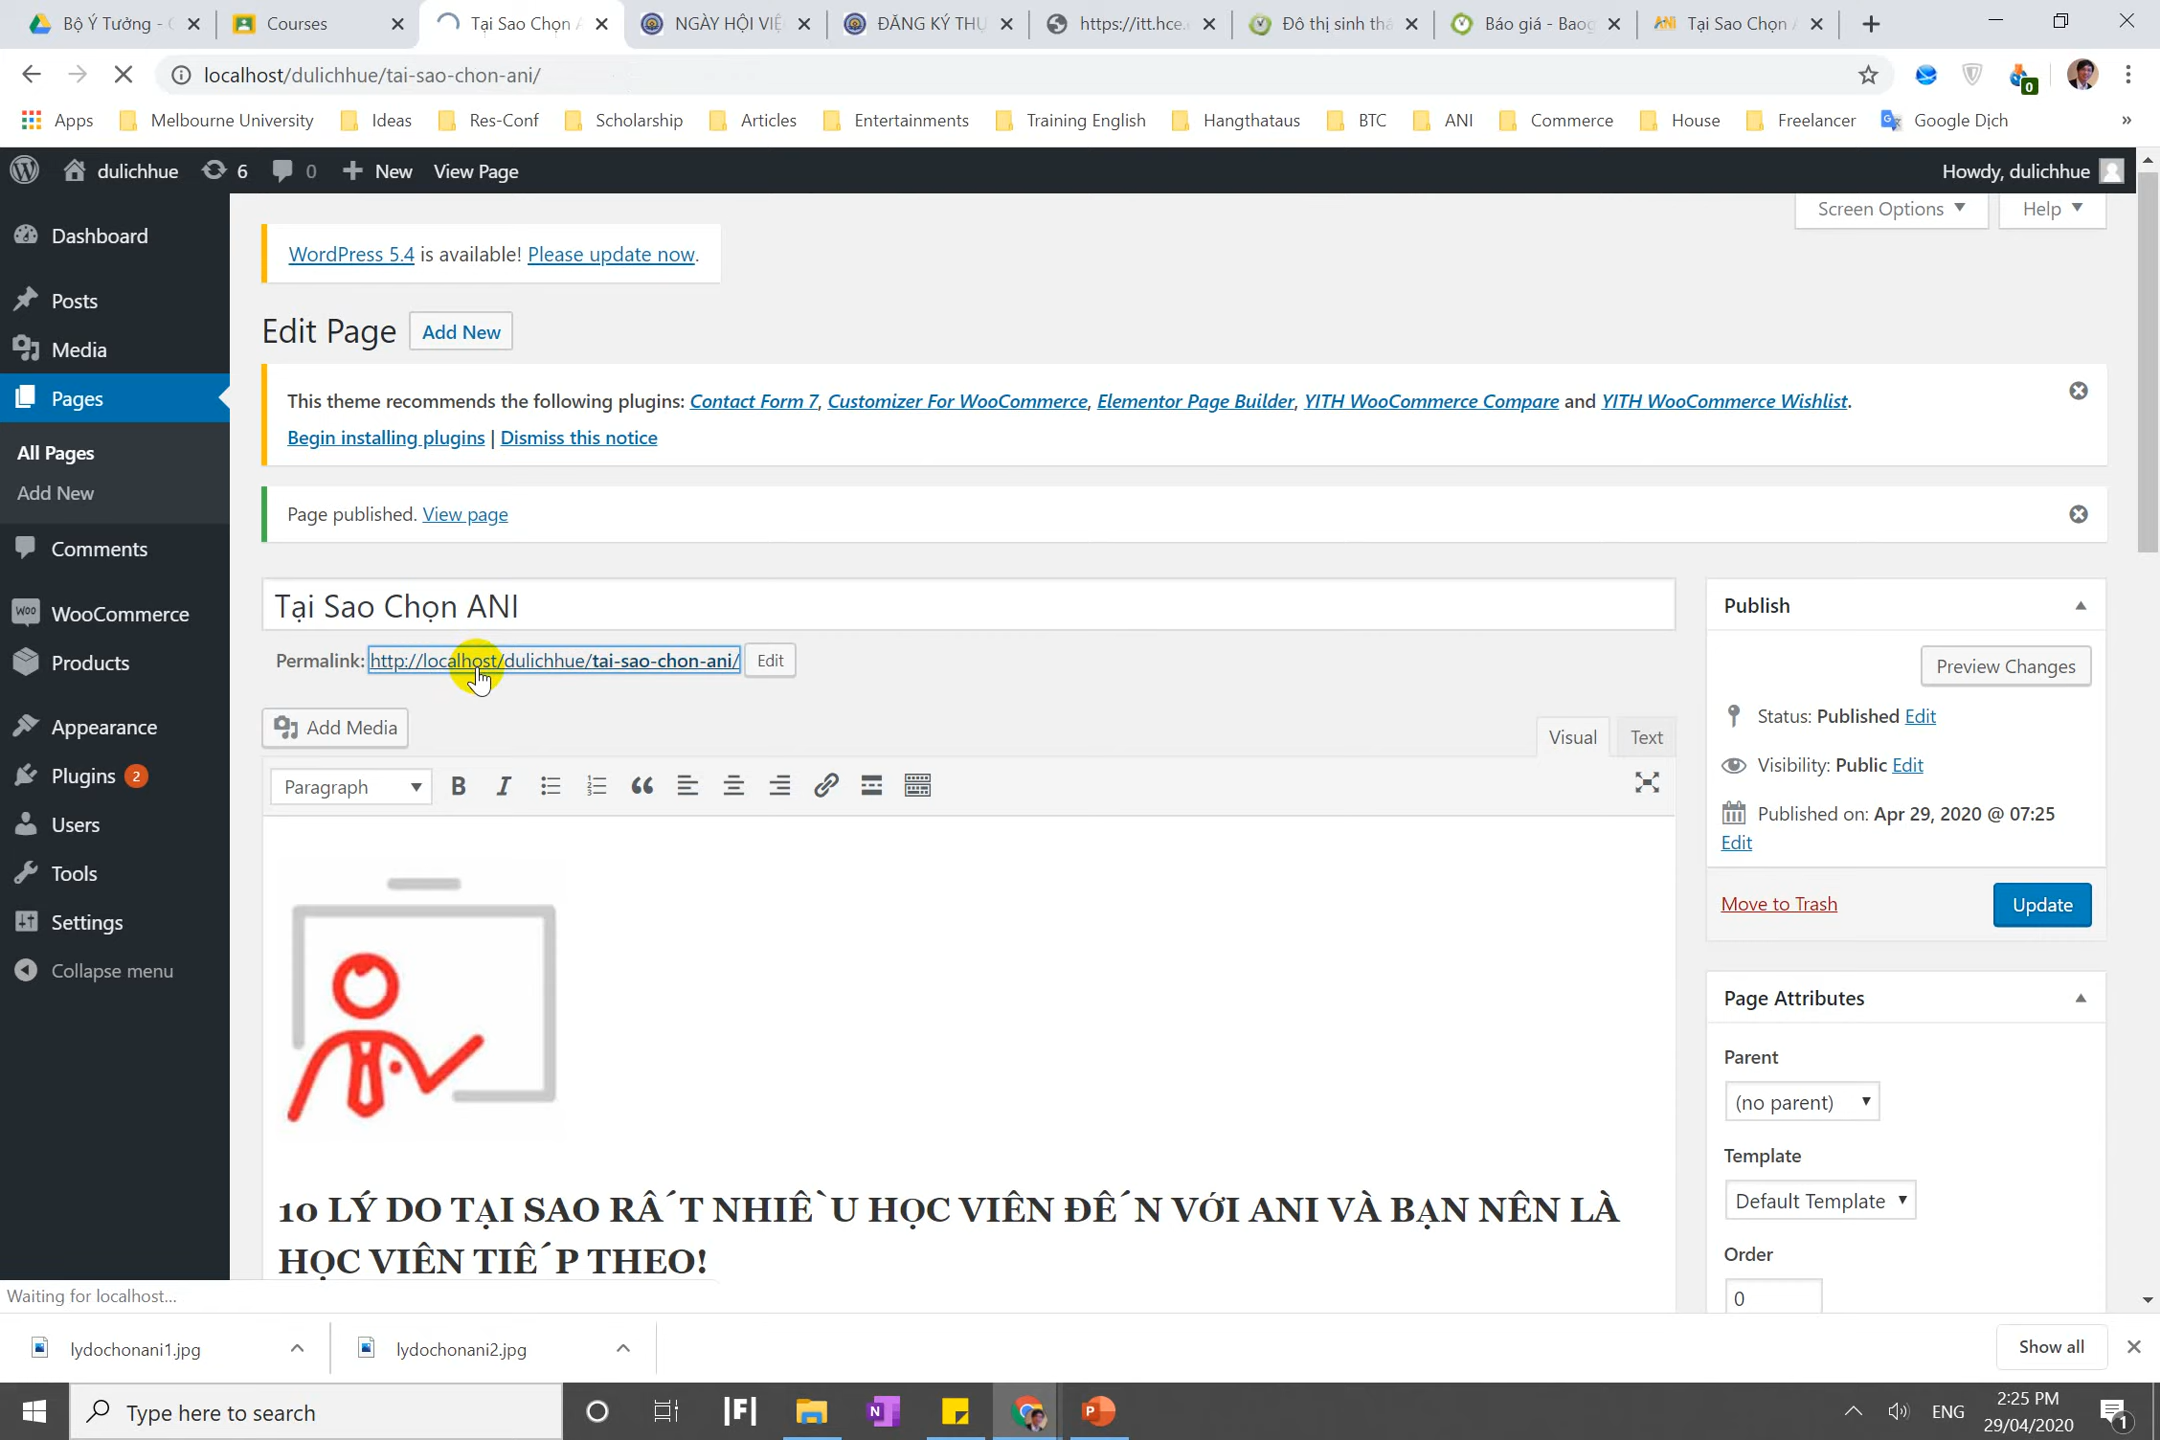 Bộ Ý Tưởng - G
Courses
Tại Sao Chọn A
NGÀY HỘI VIỆ
ĐĂNG KÝ THỰ
https://itt.hce.e
Đô thị sinh thá
Báo giá - Baog
Tại Sao Chọn A
localhost/dulichhue/tai-sao-chon-ani/
0
Apps
Melbourne University
Ideas
Res-Conf
Scholarship
Articles
Entertainments
Training English
Hangthataus
BTC
ANI
Commerce
House
Freelancer
Google Dịch
»
dulichhue
6
0
New
View Page
Howdy, dulichhue
Screen Options
Help
Dashboard
Posts
Media
Pages
All Pages
Add New
Comments
WooCommerce
Products
Appearance
Plugins 2
Users
Tools
Settings
Collapse menu
WordPress 5.4 is available! Please update now.
Edit Page
Add New
This theme recommends the following plugins: Contact Form 7, Customizer For WooCommerce, Elementor Page Builder, YITH WooCommerce Compare and YITH WooCommerce Wishlist.
Begin installing plugins | Dismiss this notice
Page published. View page
Tại Sao Chọn ANI
Permalink: http://localhost/dulichhue/tai-sao-chon-ani/ Edit
Add Media
Visual
Text
Paragraph
10 LÝ DO TẠI SAO RẤT NHIỀU HỌC VIÊN ĐẾN VỚI ANI VÀ BẠN NÊN LÀ
HỌC VIÊN TIẾP THEO!
Publish
Preview Changes
Status: Published Edit
Visibility: Public Edit
Published on: Apr 29, 2020 @ 07:25
Edit
Move to Trash
Update
Page Attributes
Parent
(no parent)
Template
Default Template
Order
0
Waiting for localhost...
lydochonani1.jpg
lydochonani2.jpg
Show all
Type here to search
ENG
2:25 PM
29/04/2020
1